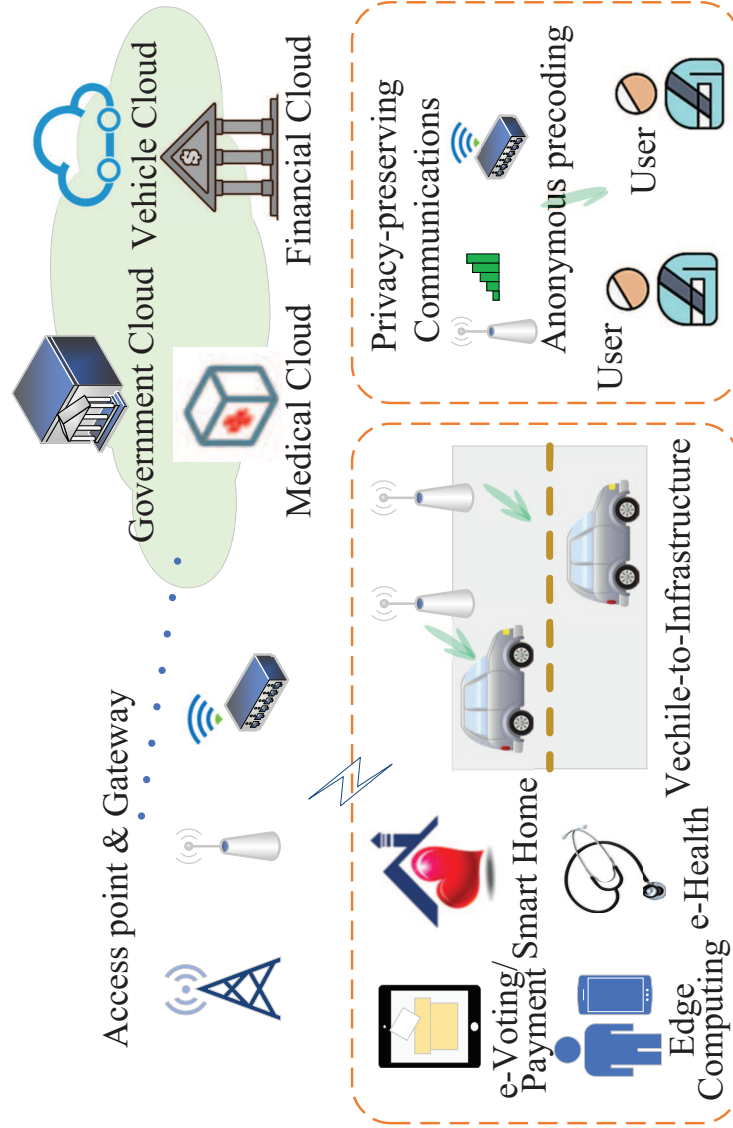 Access point & Gateway
Government Cloud
Vehicle Cloud
$
Medical Cloud
Financial Cloud
e-Voting/
Payment
Smart Home
Edge
Computing
e-Health
Vechile-to-Infrastructure
Privacy-preserving
Communications
Anonymous precoding
User
User